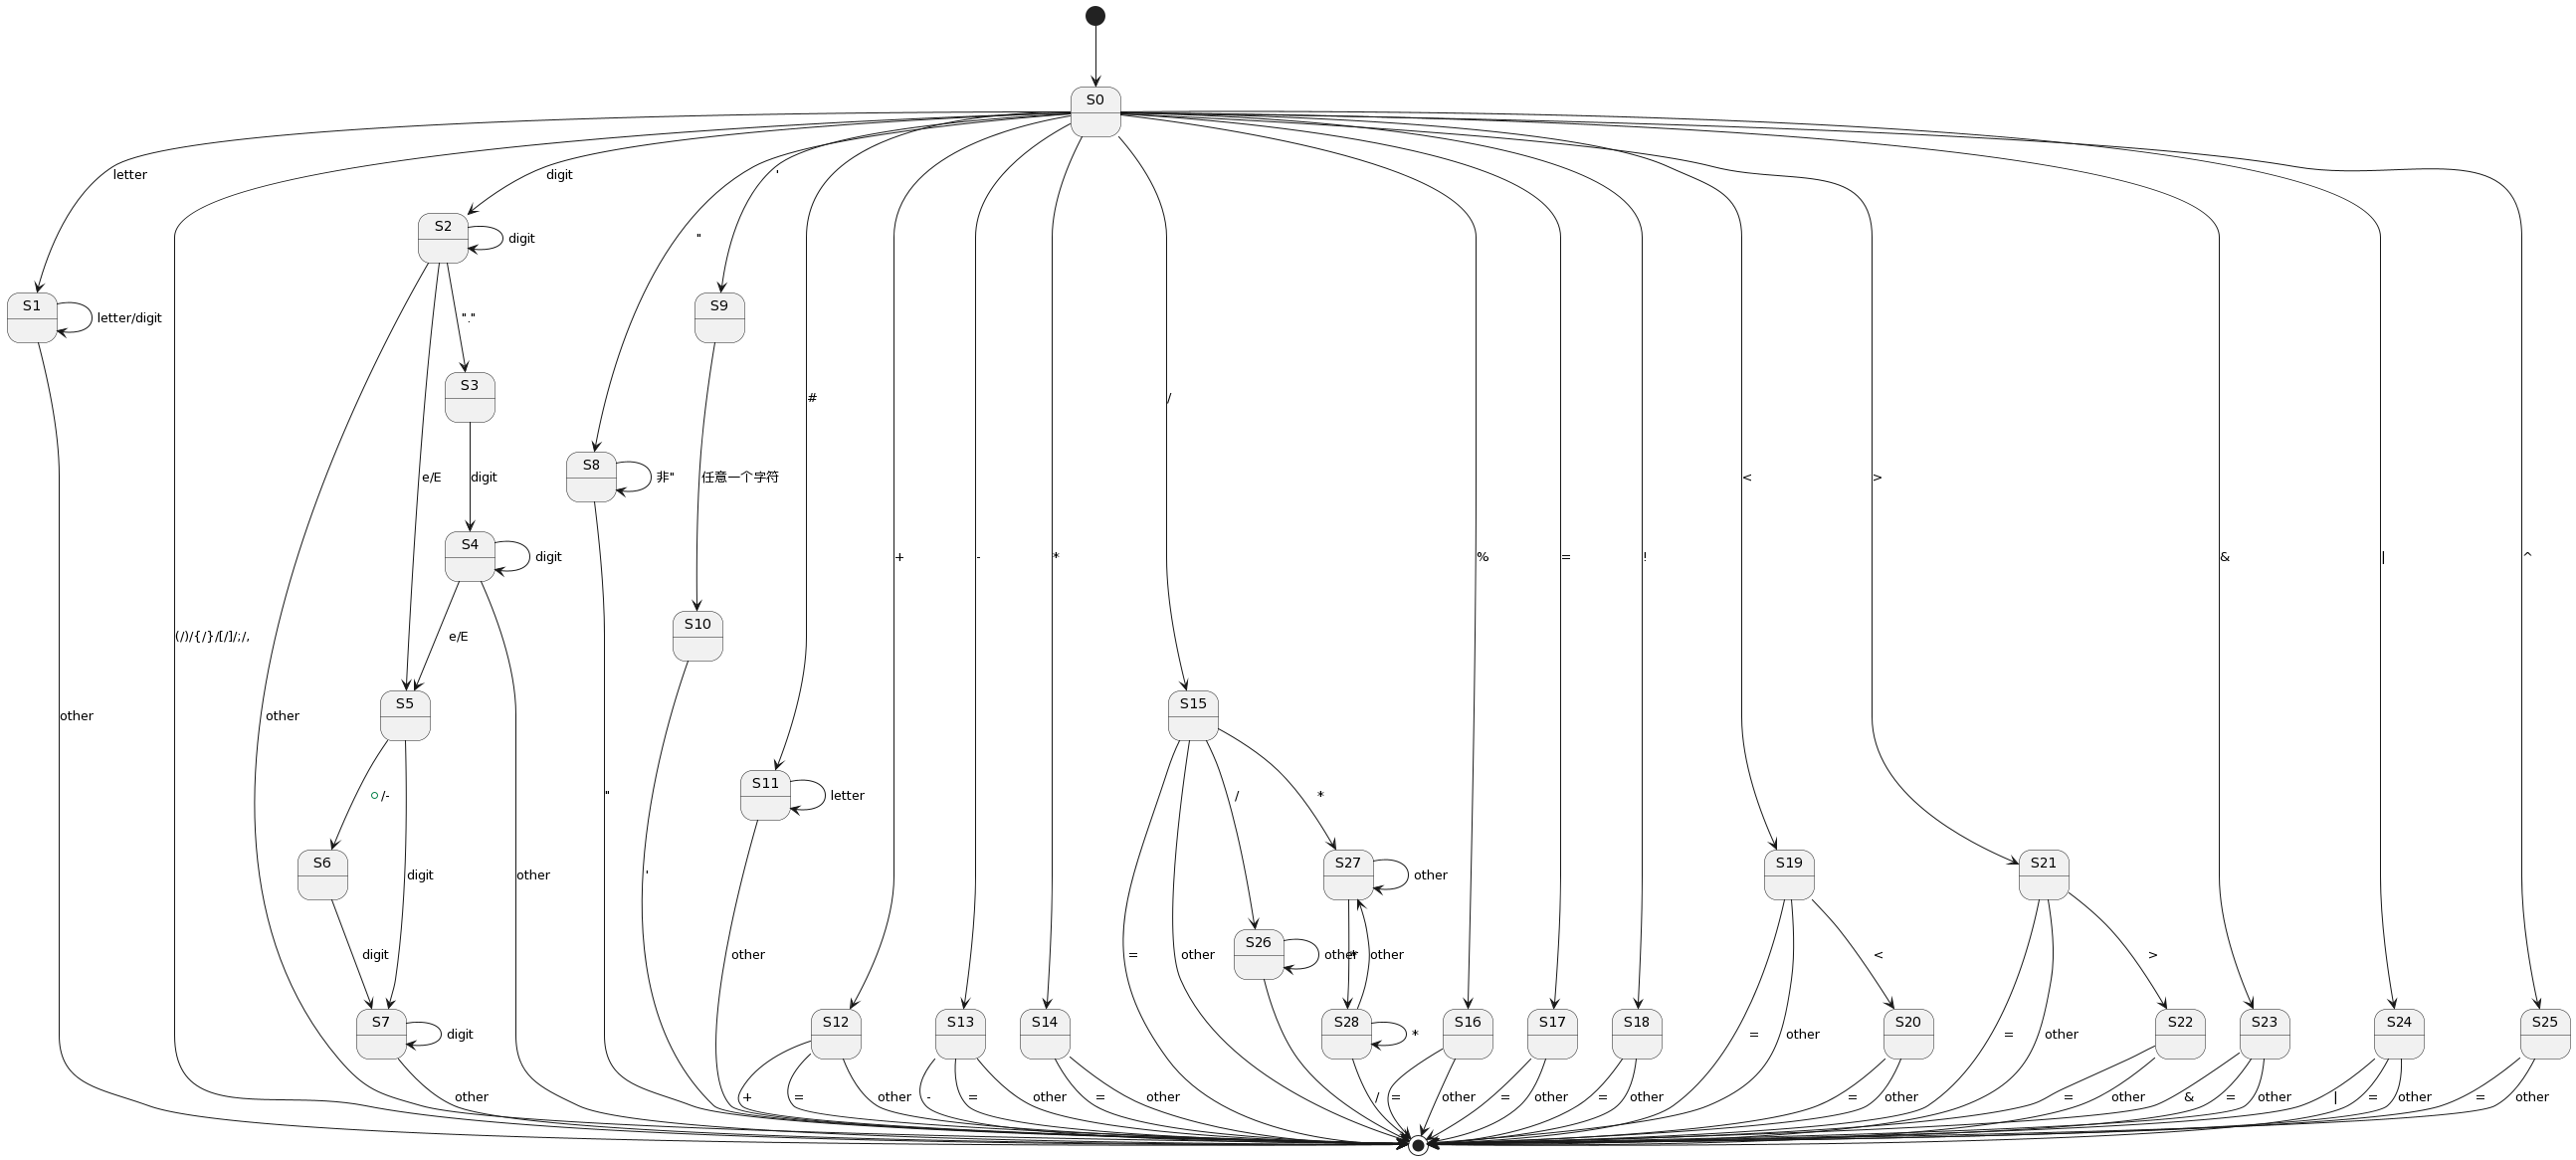 S0
letter
digit
'
S2
digit
"
S1
letter/digit
S9
"."
S3
#
/
S8
非"
e/E
digit
任意一个字符
<
>
S4
digit
+
-
*
%
=
!
&
|
^
S10
(/)/{/}/[/]/;/,
e/E
S5
S15
other
other
/-
"
S11
letter
/
*
S6
digit
other
'
S27
other
S19
S21
digit
other
=
other
S26
other
*
other
<
>
S7
digit
S12
S13
S14
S28
*
S16
S17
S18
=
other
S20
=
other
S22
S23
S24
S25
other
+
=
other
-
=
other
=
other
/
=
other
=
other
=
other
=
other
=
other
&
=
other
|
=
other
=
other